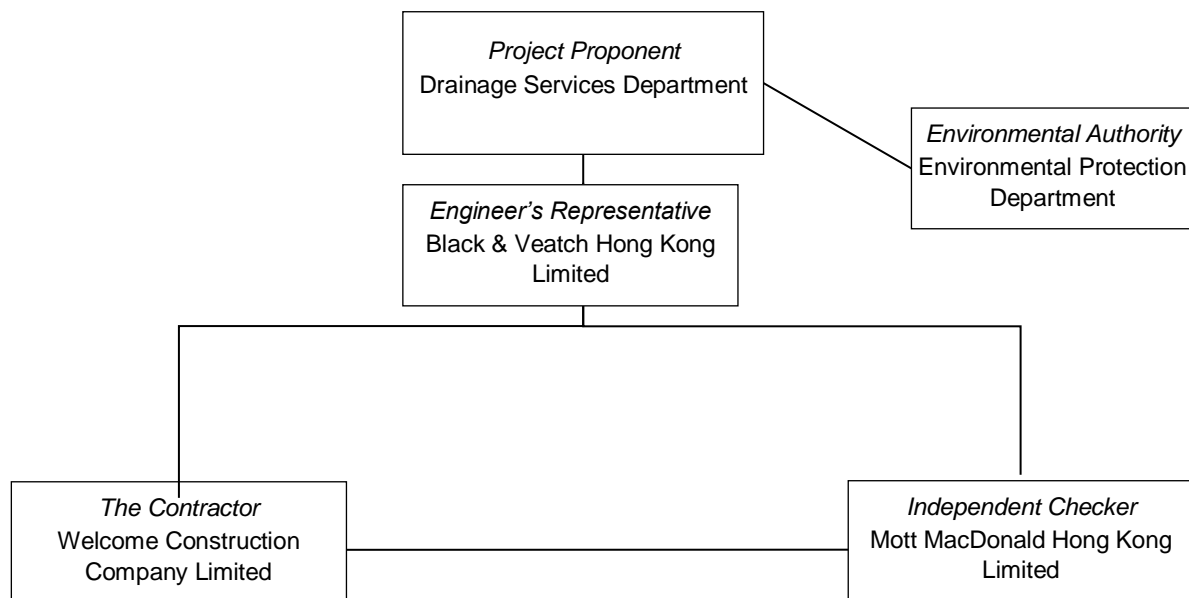 Project Proponent
Drainage Services Department
Environmental Authority
Environmental Protection
Department
Engineer’s Representative
Black & Veatch Hong Kong
Limited
The Contractor
Welcome Construction
Company Limited
Independent Checker
Mott MacDonald Hong Kong
Limited